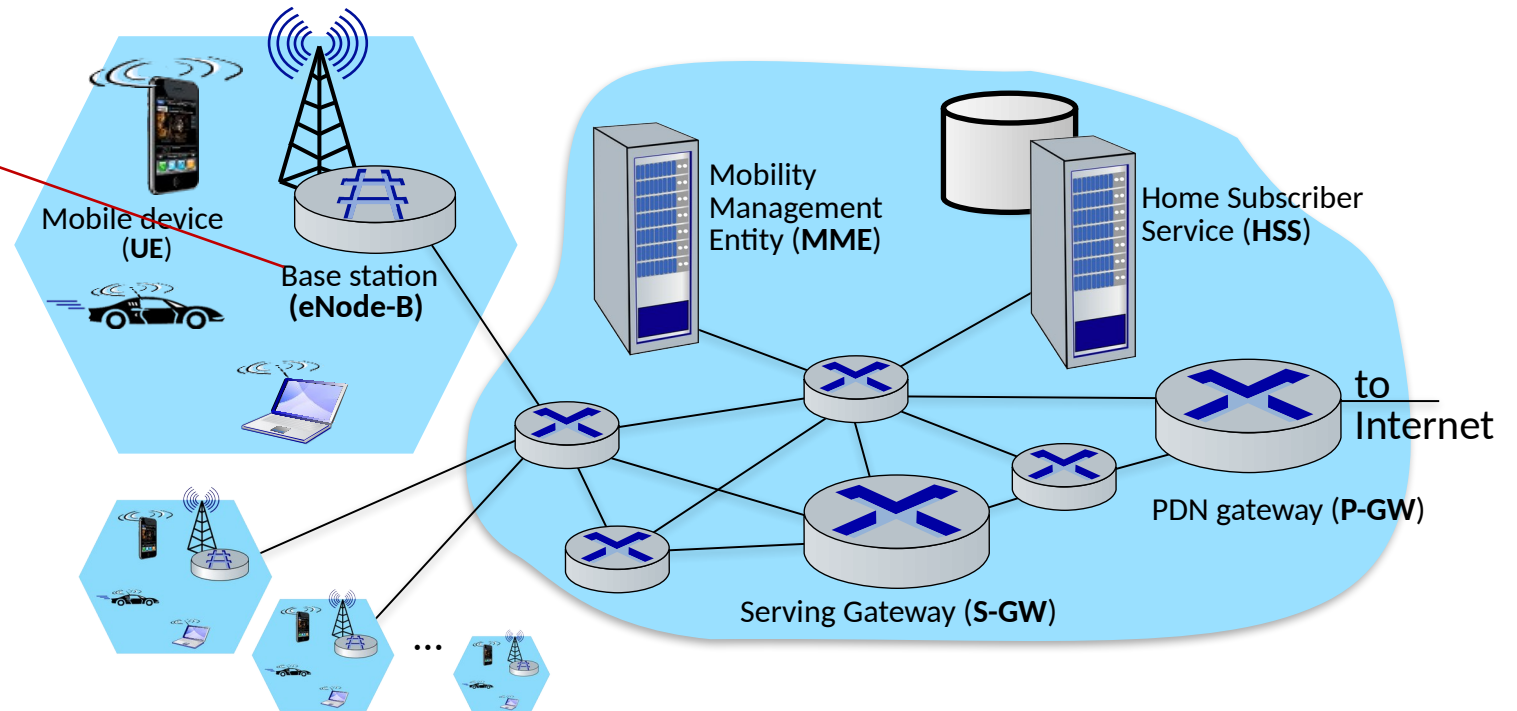 Mobile device
(UE)
Base station
(eNode-B)
Mobility
Management
Entity (MME)
Home Subscriber
Service (HSS)
to
Internet
PDN gateway (P-GW)
Serving Gateway (S-GW)
...